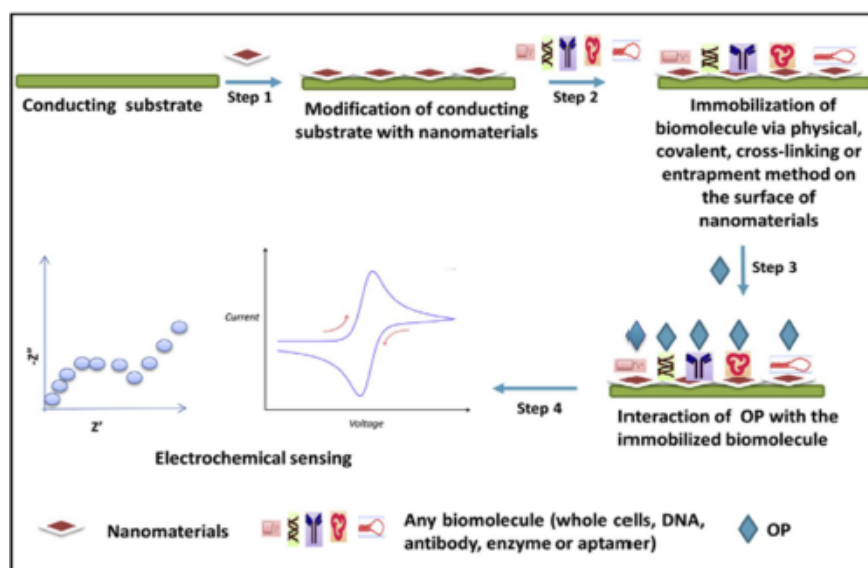 Conducting substrate
Step 1
Modification of conducting
substrate with nanomaterials
Step 2
Immobilization of
biomolecule via physical,
covalent, cross-linking or
entrapment method on
the surface of
nanomaterials
Step 3
Interaction of OP with the
immobilized biomolecule
Step 4
-Z"
Z'
Current
Voltage
Electrochemical sensing
Nanomaterials
Any biomolecule (whole cells, DNA,
antibody, enzyme or aptamer)
OP